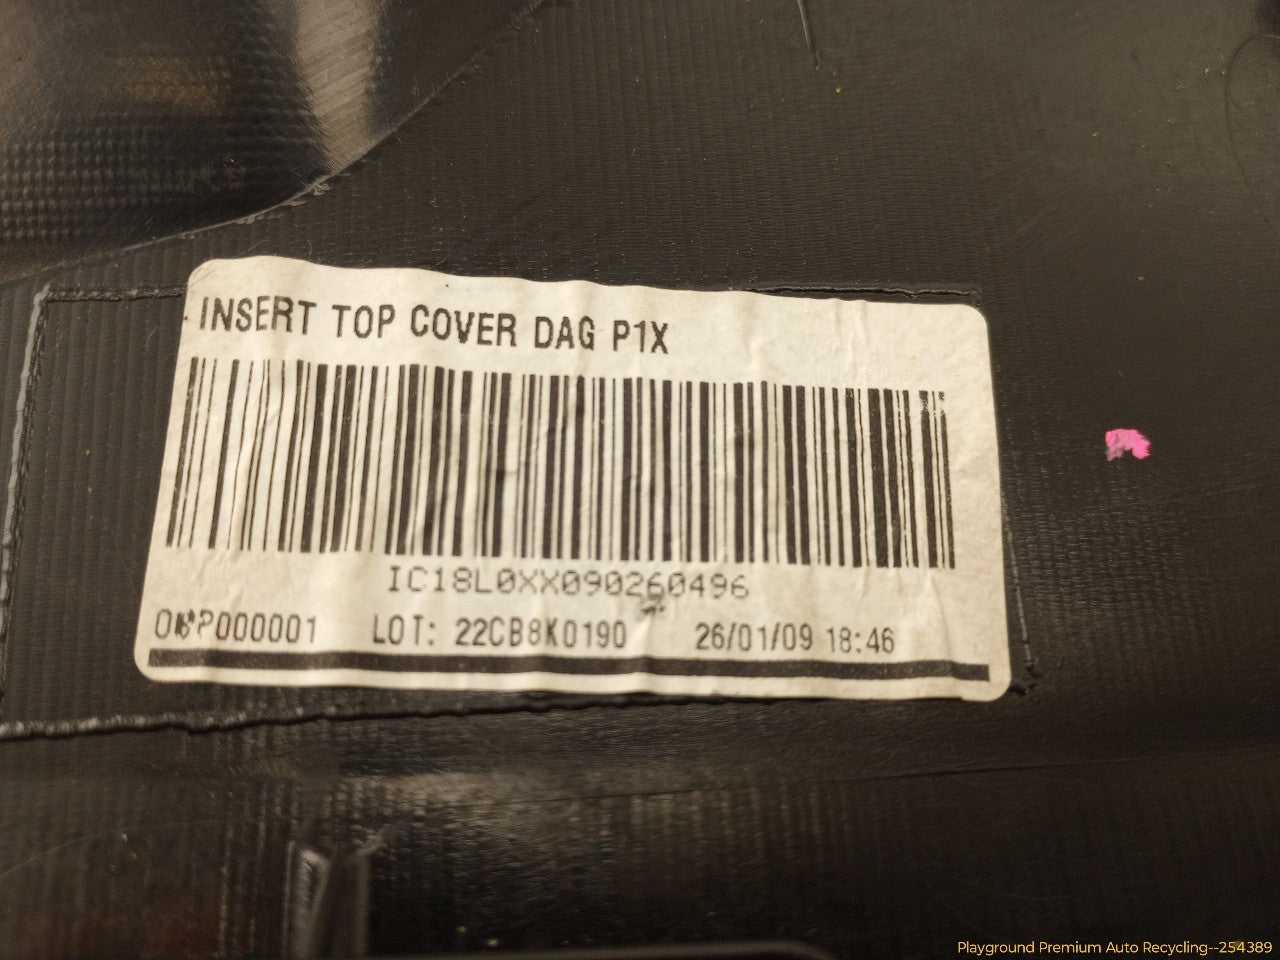 INSERT TOP COVER DAG P1X
IC18L0XX090260496
LOT: 22CB8K0190 26/01/09 18:46
Playground Premium Auto Recycling--254389